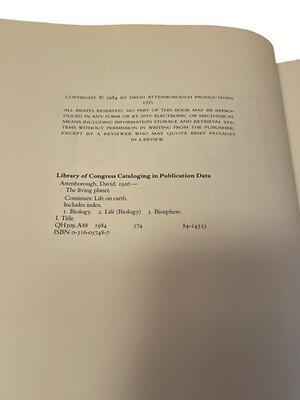 COPYRIGHT © 1984 BY DAVID ATTENBOROUGH PRODUCTIONS
LTD.
ALL RIGHTS RESERVED. NO PART OF THIS BOOK MAY BE REPRO-
DUCED IN ANY FORM OR BY ANY ELECTRONIC OR MECHANICAL
MEANS INCLUDING INFORMATION STORAGE AND RETRIEVAL SYS-
TEMS WITHOUT PERMISSION IN WRITING FROM THE PUBLISHER,
EXCEPT BY A REVIEWER WHO MAY QUOTE BRIEF PASSAGES
IN A REVIEW.
Library of Congress Cataloging in Publication Data
Attenborough, David, 1926—
The living planet.
Continues: Life on earth.
Includes index.
1. Biology. 2. Life (Biology) 3. Biosphere.
I. Title.
QH309.A88 1984 574 84-14323
ISBN 0-316-05748-7